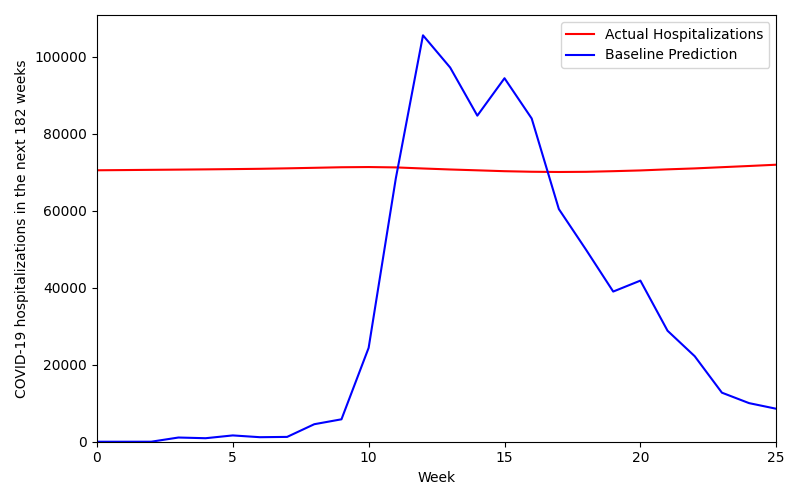 Actual Hospitalizations
Baseline Prediction
COVID-19 hospitalizations in the next 182 weeks
100000
80000
60000
40000
20000
0
0 5 10 15 20 25
Week